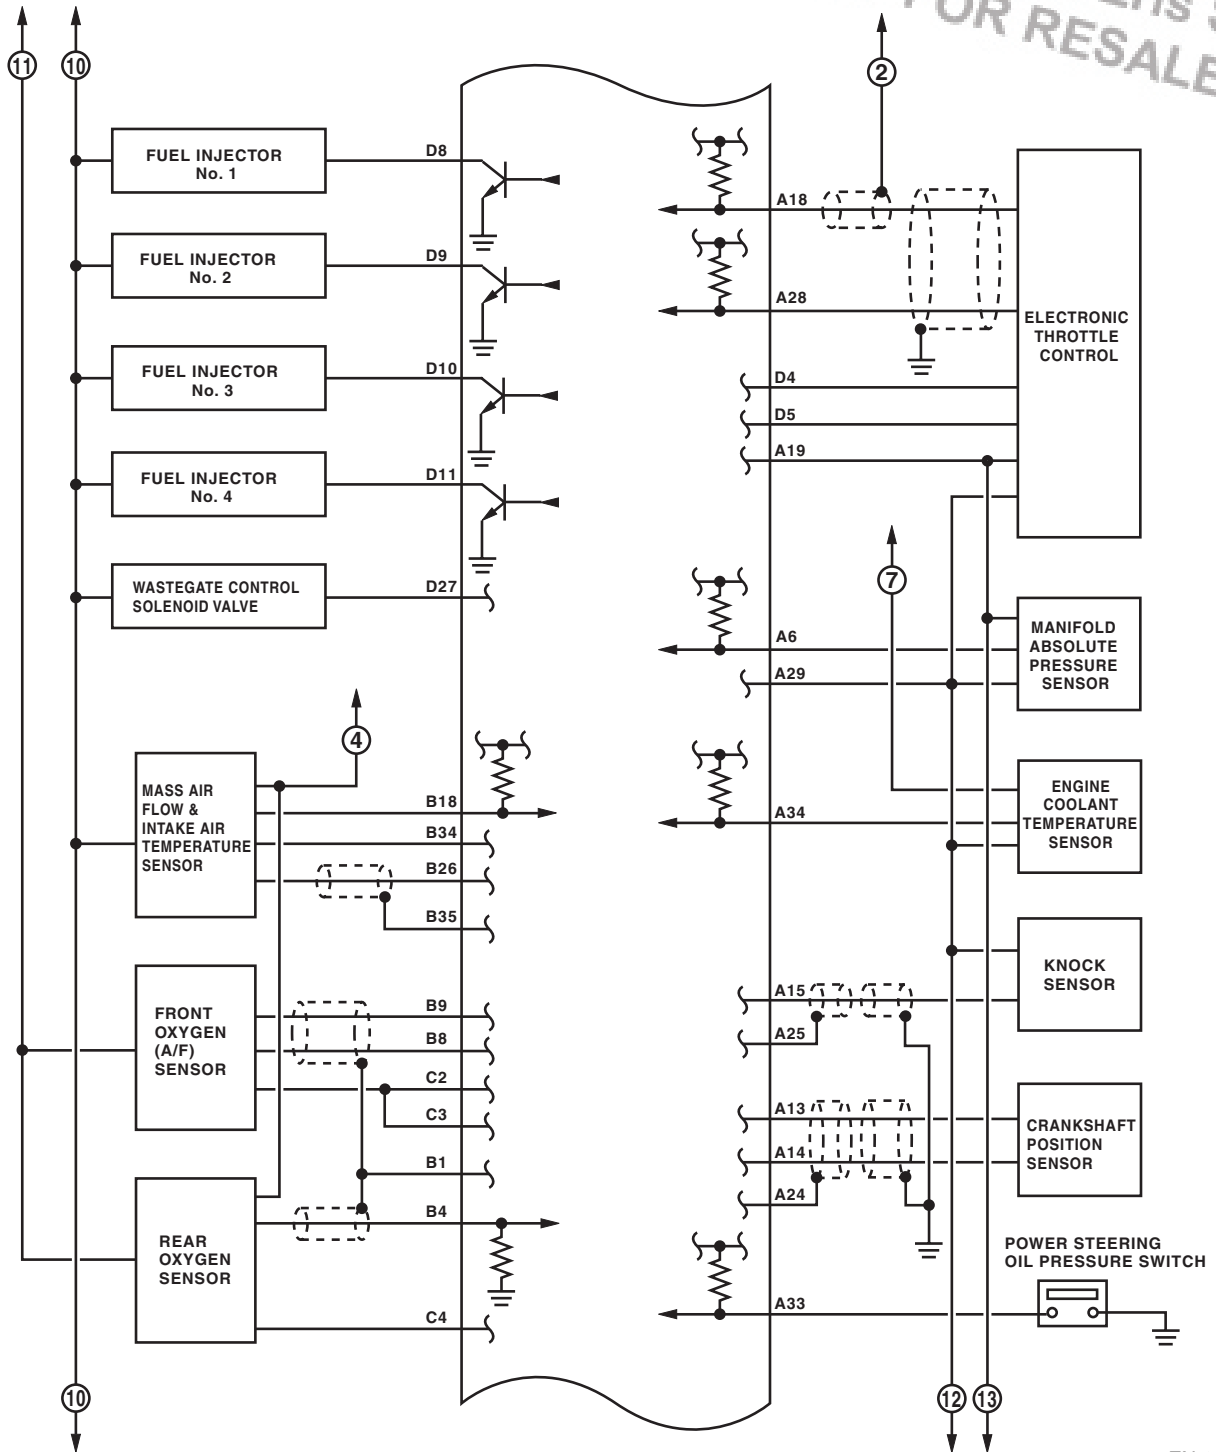 FOR RESALE
11
10
2
FUEL INJECTOR
No. 1
D8
A18
FUEL INJECTOR
No. 2
D9
A28
ELECTRONIC
THROTTLE
CONTROL
FUEL INJECTOR
No. 3
D10
D4
D5
A19
FUEL INJECTOR
No. 4
D11
7
WASTEGATE CONTROL
SOLENOID VALVE
D27
A6
A29
MANIFOLD
ABSOLUTE
PRESSURE
SENSOR
4
MASS AIR
FLOW &
INTAKE AIR
TEMPERATURE
SENSOR
B18
B34
B26
B35
A34
ENGINE
COOLANT
TEMPERATURE
SENSOR
KNOCK
SENSOR
A15
A25
FRONT
OXYGEN
(A/F)
SENSOR
B9
B8
C2
C3
B1
A13
A14
A24
CRANKSHAFT
POSITION
SENSOR
REAR
OXYGEN
SENSOR
B4
C4
POWER STEERING
OIL PRESSURE SWITCH
A33
10
12
13